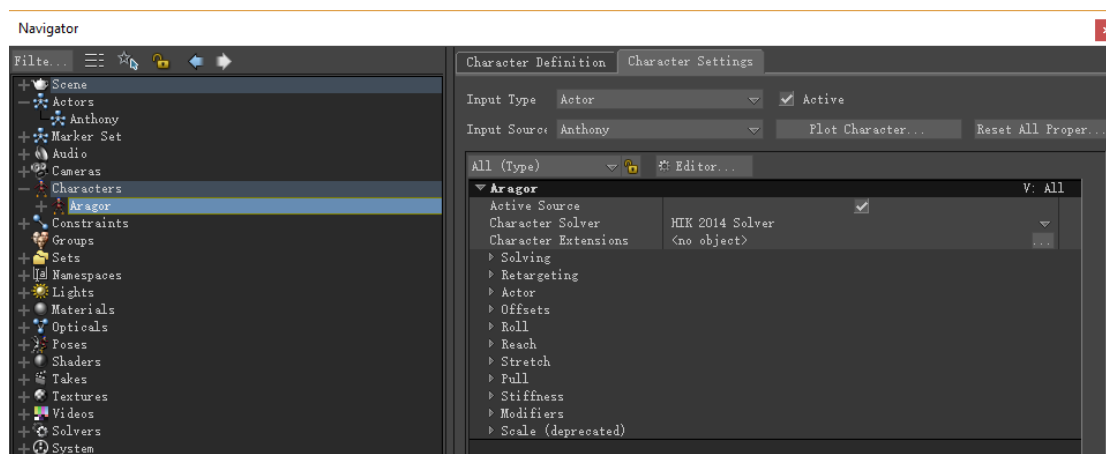 Navigator
Filte...
Scene
Actors
Anthony
Marker Set
Audio
Cameras
Characters
Aragor
Constraints
Groups
Sets
Namespaces
Lights
Materials
Opticals
Poses
Shaders
Takes
Textures
Videos
Solvers
System
Character Definition Character Settings
Input Type Actor Active
Input Source Anthony Plot Character... Reset All Proper...
All (Type) Editor...
Aragor V: All
Active Source
Character Solver HIK 2014 Solver
Character Extensions <no object> ...
Solving
Retargeting
Actor
Offsets
Roll
Reach
Stretch
Pull
Stiffness
Modifiers
Scale (deprecated)